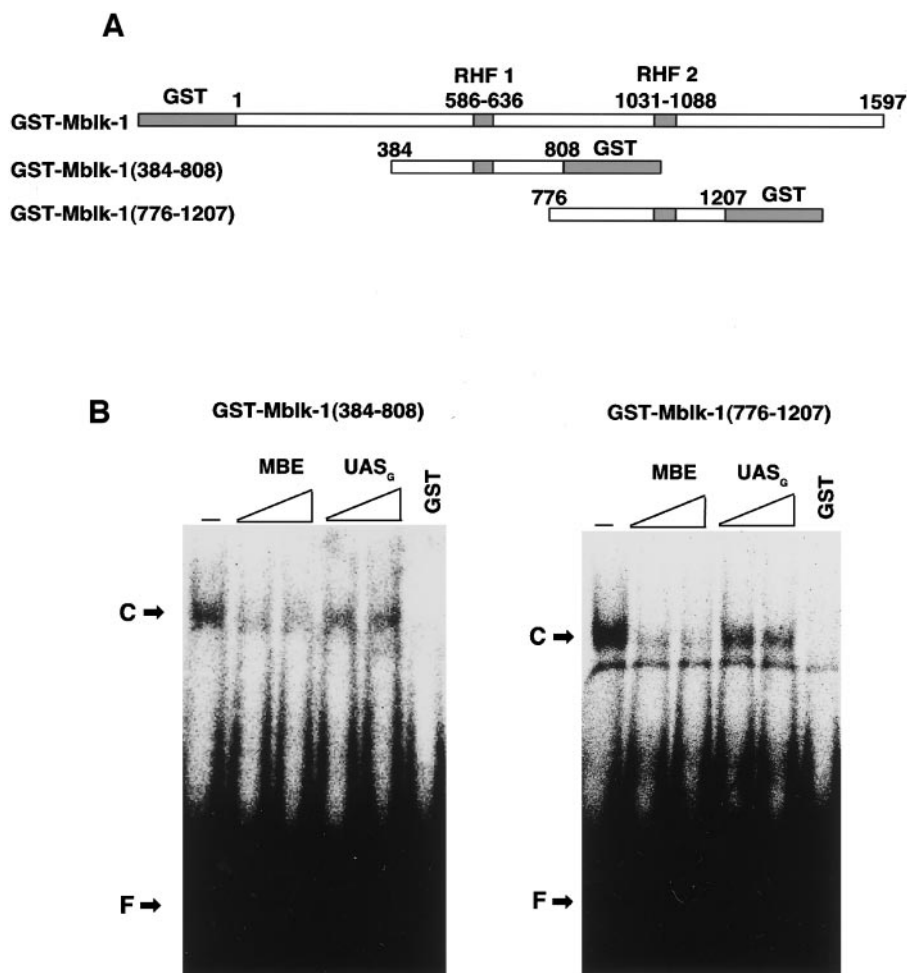 A
GST 1 RHF 1 586-636 RHF 2 1031-1088 1597
GST-Mblk-1
384 808 GST
GST-Mblk-1(384-808)
776 1207 GST
GST-Mblk-1(776-1207)
B
GST-Mblk-1(384-808)
— MBE UAS_G GST
C
F
GST-Mblk-1(776-1207)
— MBE UAS_G GST
C
F